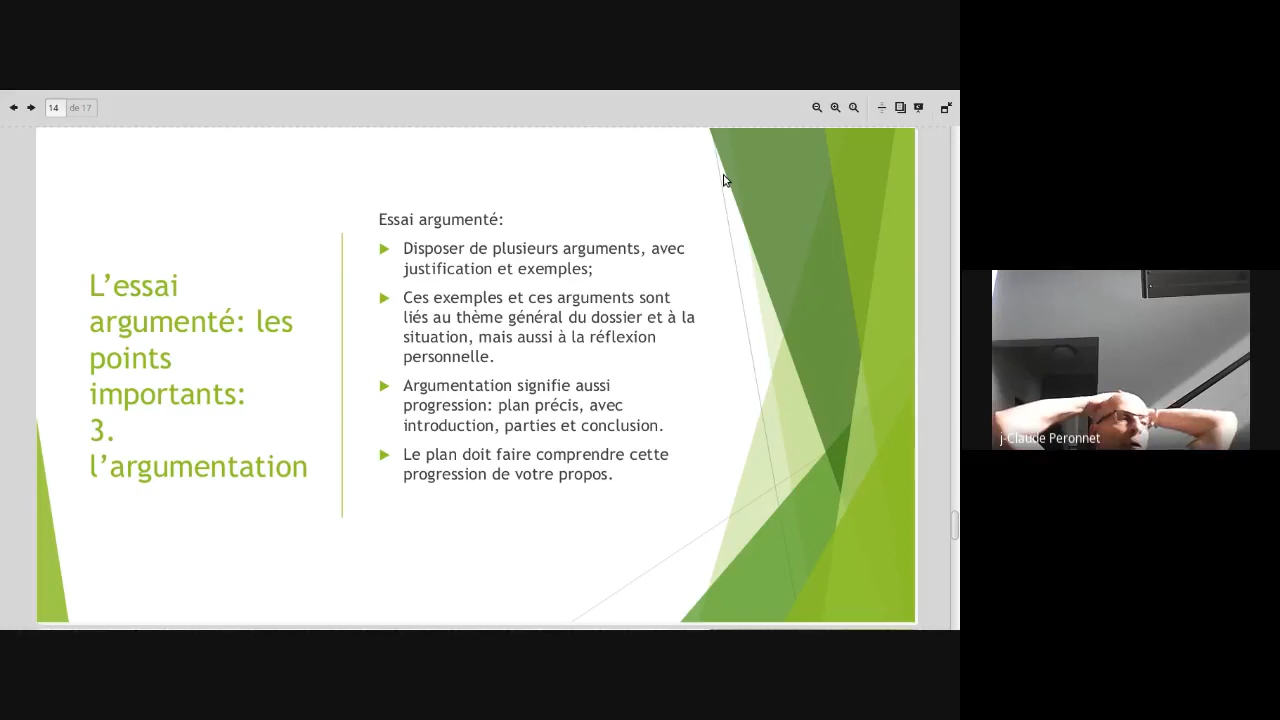 14
de 17
L’essai
argumenté: les
points
importants:
3.
l’argumentation
Essai argumenté:
Disposer de plusieurs arguments, avec
justification et exemples;
Ces exemples et ces arguments sont
liés au thème général du dossier et à la
situation, mais aussi à la réflexion
personnelle.
Argumentation signifie aussi
progression: plan précis, avec
introduction, parties et conclusion.
Le plan doit faire comprendre cette
progression de votre propos.
j-Claude Peronnet